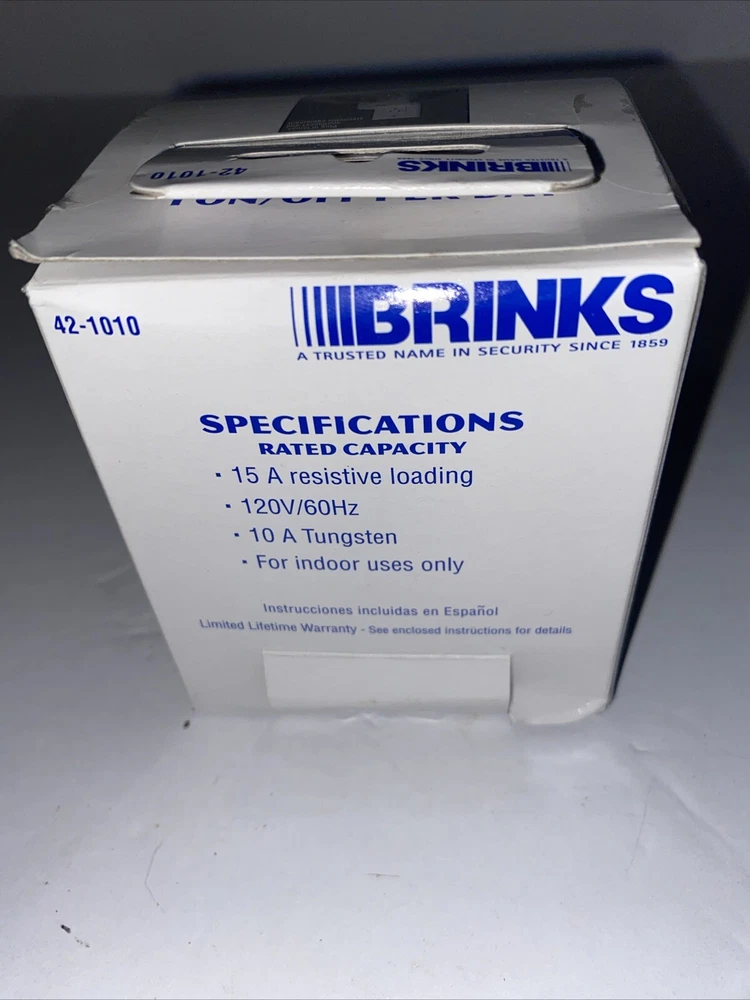 42-1010
BRINKS
42-1010
BRINKS
A TRUSTED NAME IN SECURITY SINCE 1859
SPECIFICATIONS
RATED CAPACITY
· 15 A resistive loading
· 120V/60Hz
· 10 A Tungsten
· For indoor uses only
Instrucciones incluidas en Español
Limited Lifetime Warranty - See enclosed instructions for details